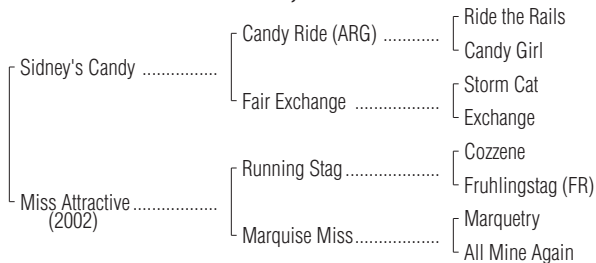 Ride the Rails
Candy Ride (ARG) ............
Candy Girl
Sidney's Candy ................
Storm Cat
Fair Exchange ..................
Exchange
Cozzene
Running Stag....................
Fruhlingstag (FR)
Miss Attractive..................
(2002)
Marquetry
Marquise Miss..................
All Mine Again